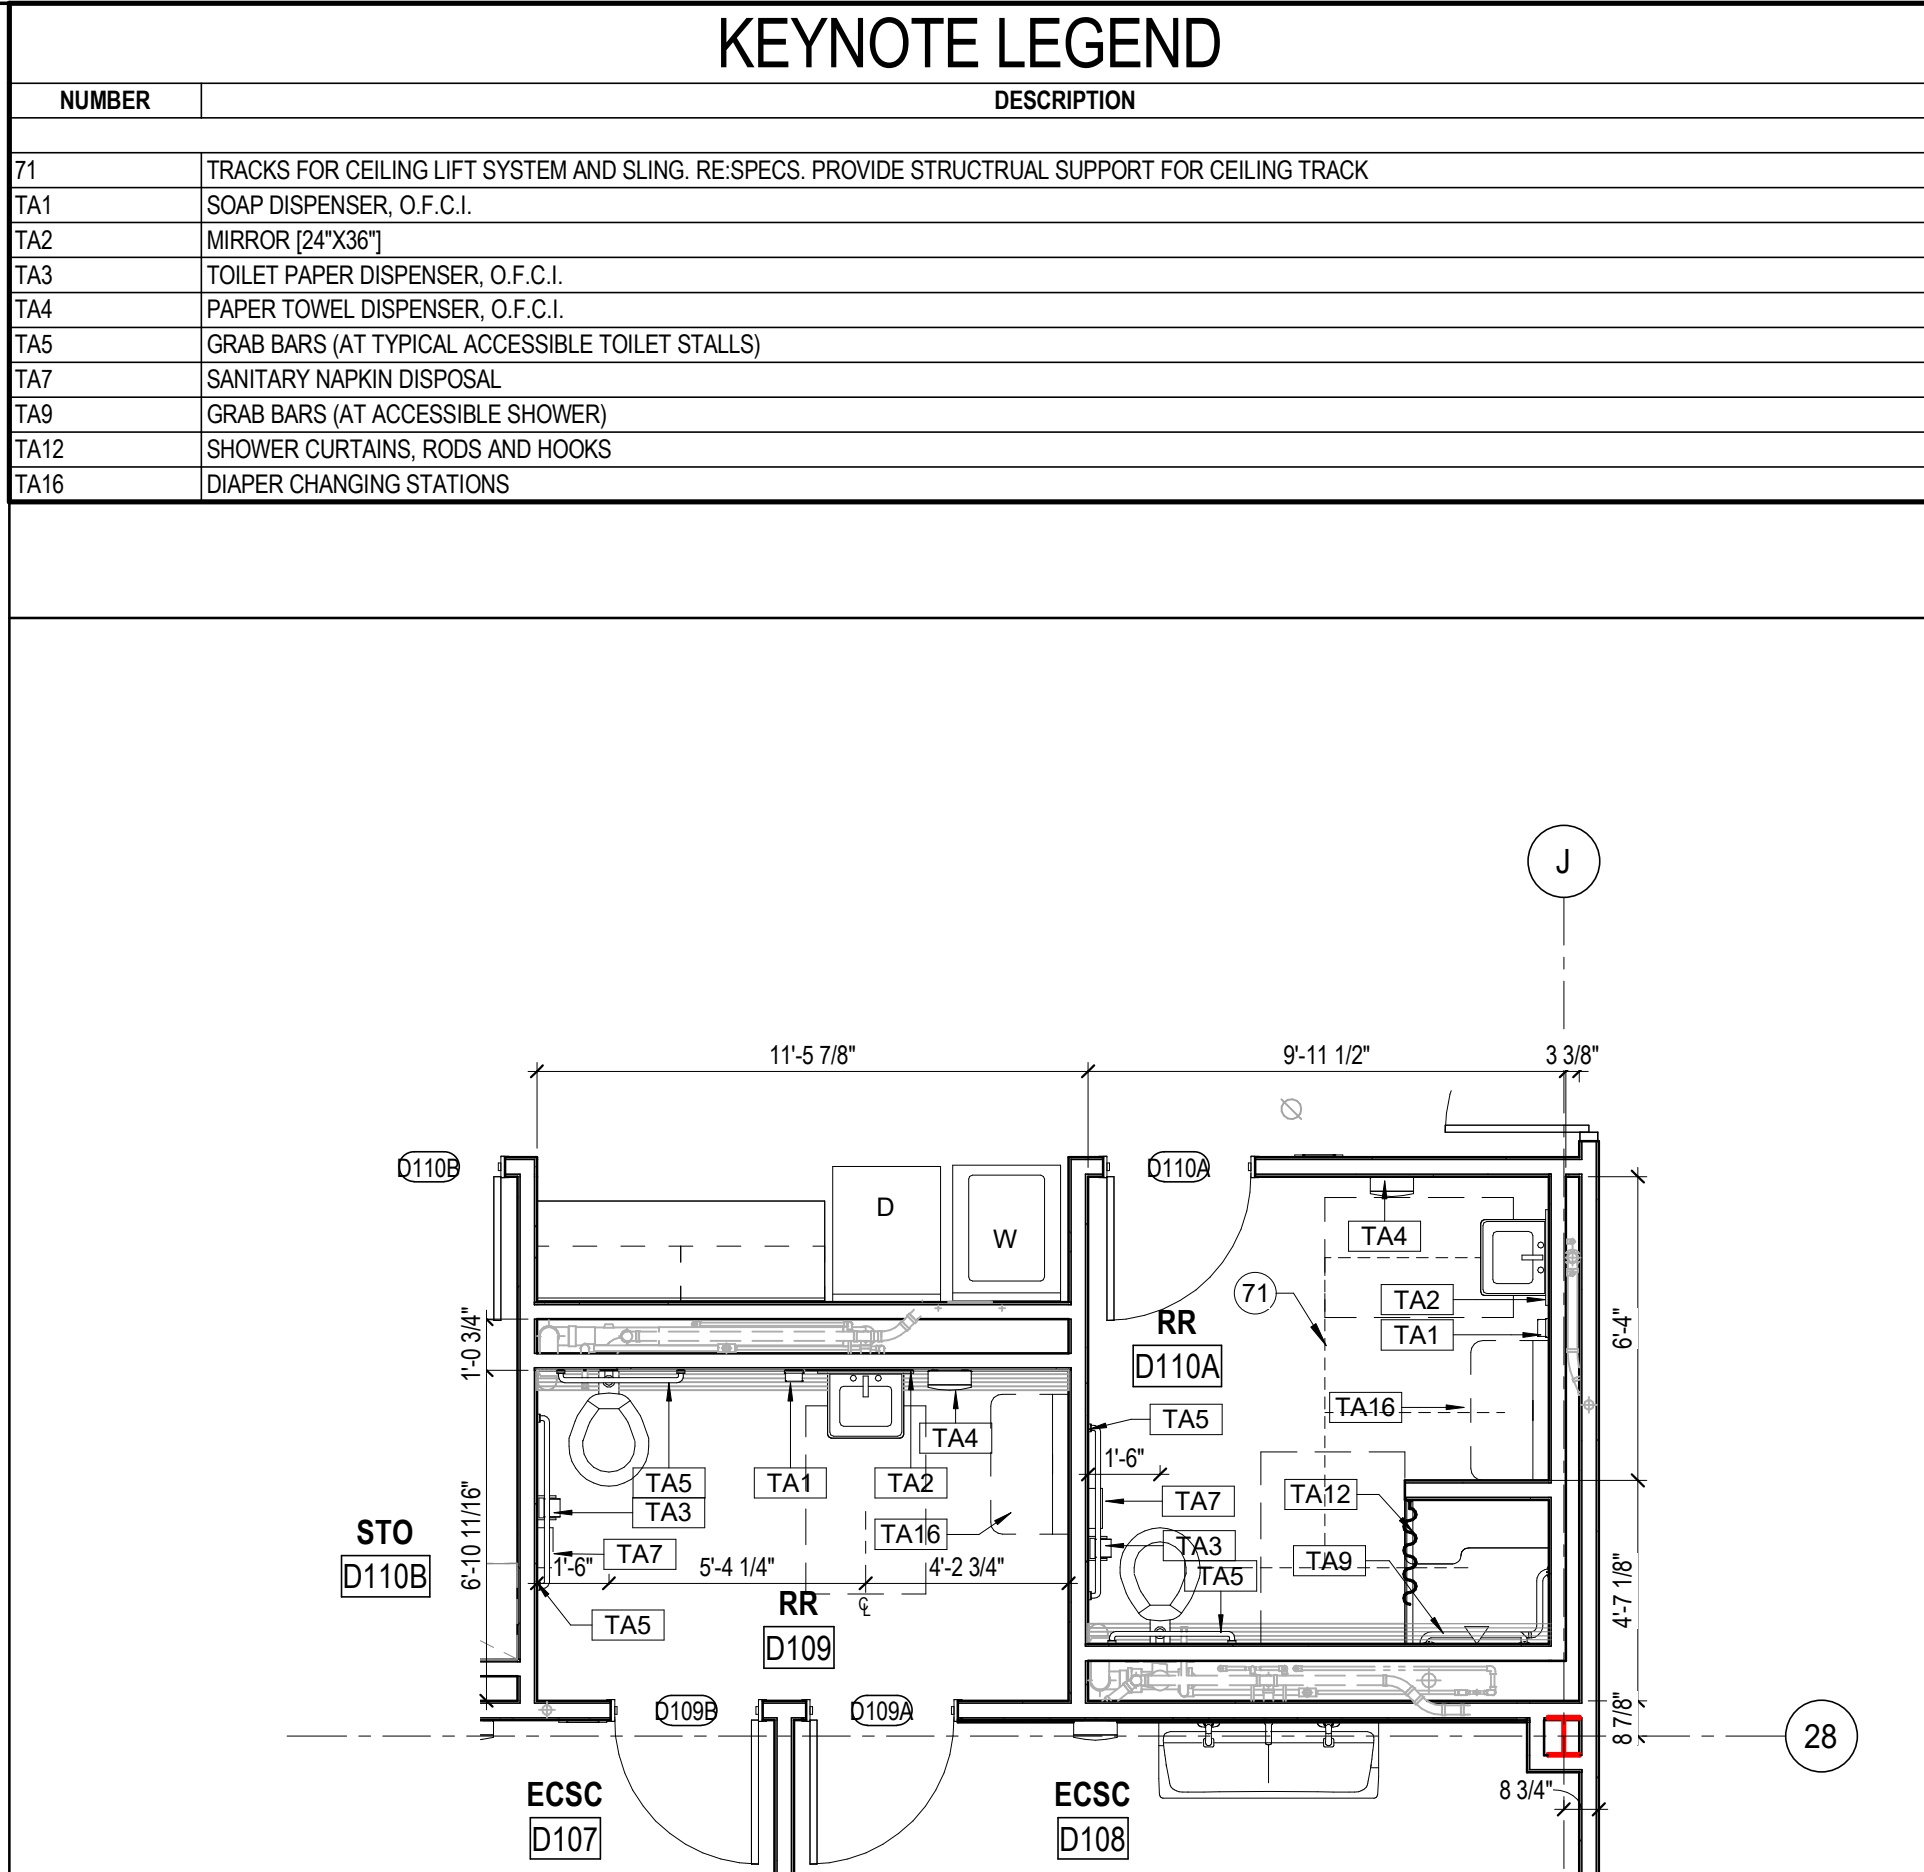 KEYNOTE LEGEND
NUMBER DESCRIPTION
71 TRACKS FOR CEILING LIFT SYSTEM AND SLING. RE:SPECS. PROVIDE STRUCTRUAL SUPPORT FOR CEILING TRACK
TA1 SOAP DISPENSER, O.F.C.I.
TA2 MIRROR [24"X36"]
TA3 TOILET PAPER DISPENSER, O.F.C.I.
TA4 PAPER TOWEL DISPENSER, O.F.C.I.
TA5 GRAB BARS (AT TYPICAL ACCESSIBLE TOILET STALLS)
TA7 SANITARY NAPKIN DISPOSAL
TA9 GRAB BARS (AT ACCESSIBLE SHOWER)
TA12 SHOWER CURTAINS, RODS AND HOOKS
TA16 DIAPER CHANGING STATIONS
J
11'-5 7/8" 9'-11 1/2" 3 3/8"
D110B D110A
D
W
TA4
71
TA2
TA1
RR
D110A
6'-4"
1'-0 3/4"
TA16
TA5
TA4
1'-6"
TA5 TA1 TA2
TA3
TA7
TA12
TA16
STO
D110B
6'-10 11/16"
TA7
TA3
TA9
1'-6" 5'-4 1/4" 4'-2 3/4"
TA5
RR
D109
℄
TA5
4'-7 1/8"
D109B D109A
8 7/8"
28
8 3/4"
ECSC
D107
ECSC
D108